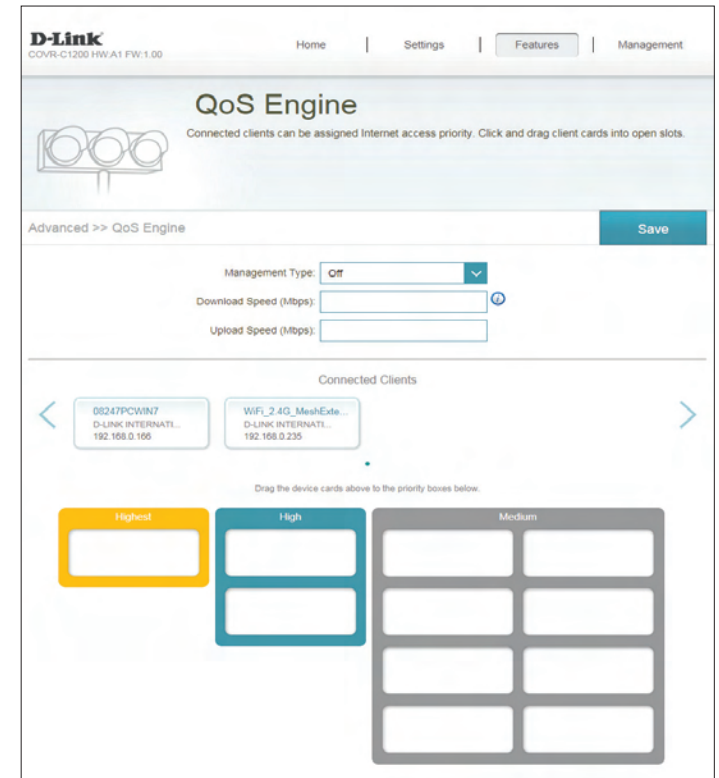 D-Link
COVR-C1200 HW:A1 FW:1.00
Home | Settings | Features | Management
QoS Engine
Connected clients can be assigned Internet access priority. Click and drag client cards into open slots.
Advanced >> QoS Engine
Save
Management Type: Off
Download Speed (Mbps):
Upload Speed (Mbps):
Connected Clients
08247PCWIN7
D-LINK INTERNATI...
192.168.0.166
WiFi_2.4G_MeshExte...
D-LINK INTERNATI...
192.168.0.235
Drag the device cards above to the priority boxes below.
Highest
High
Medium